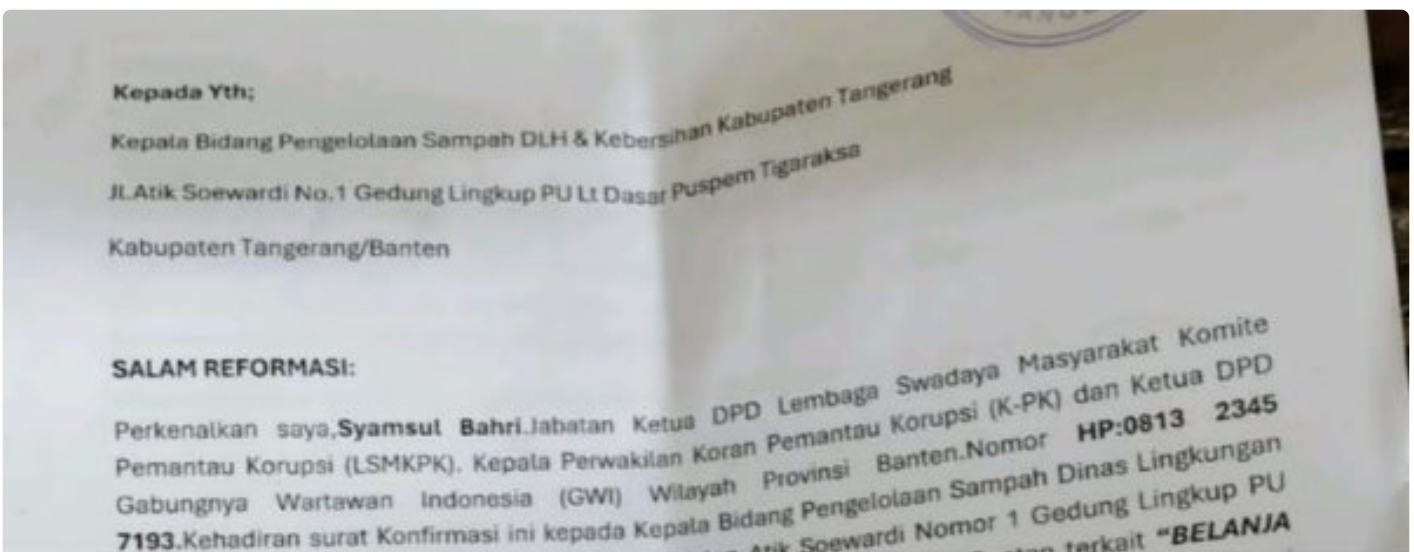 TANG
Kepada Yth;
Kepala Bidang Pengelolaan Sampah DLH & Kebersihan Kabupaten Tangerang
Jl.Atik Soewardi No.1 Gedung Lingkup PU Lt Dasar Puspem Tigaraksa
Kabupaten Tangerang/Banten
SALAM REFORMASI:
Perkenalkan saya,Syamsul Bahri.Jabatan Ketua DPD Lembaga Swadaya Masyarakat Komite
Pemantau Korupsi (LSMKPK). Kepala Perwakilan Koran Pemantau Korupsi (K-PK) dan Ketua DPD
Gabungnya Wartawan Indonesia (GWI) Wilayah Provinsi Banten.Nomor HP:0813 2345
7193.Kehadiran surat Konfirmasi ini kepada Kepala Bidang Pengelolaan Sampah Dinas Lingkungan
Atik Soewardi Nomor 1 Gedung Lingkup PU
terkait "BELANJA